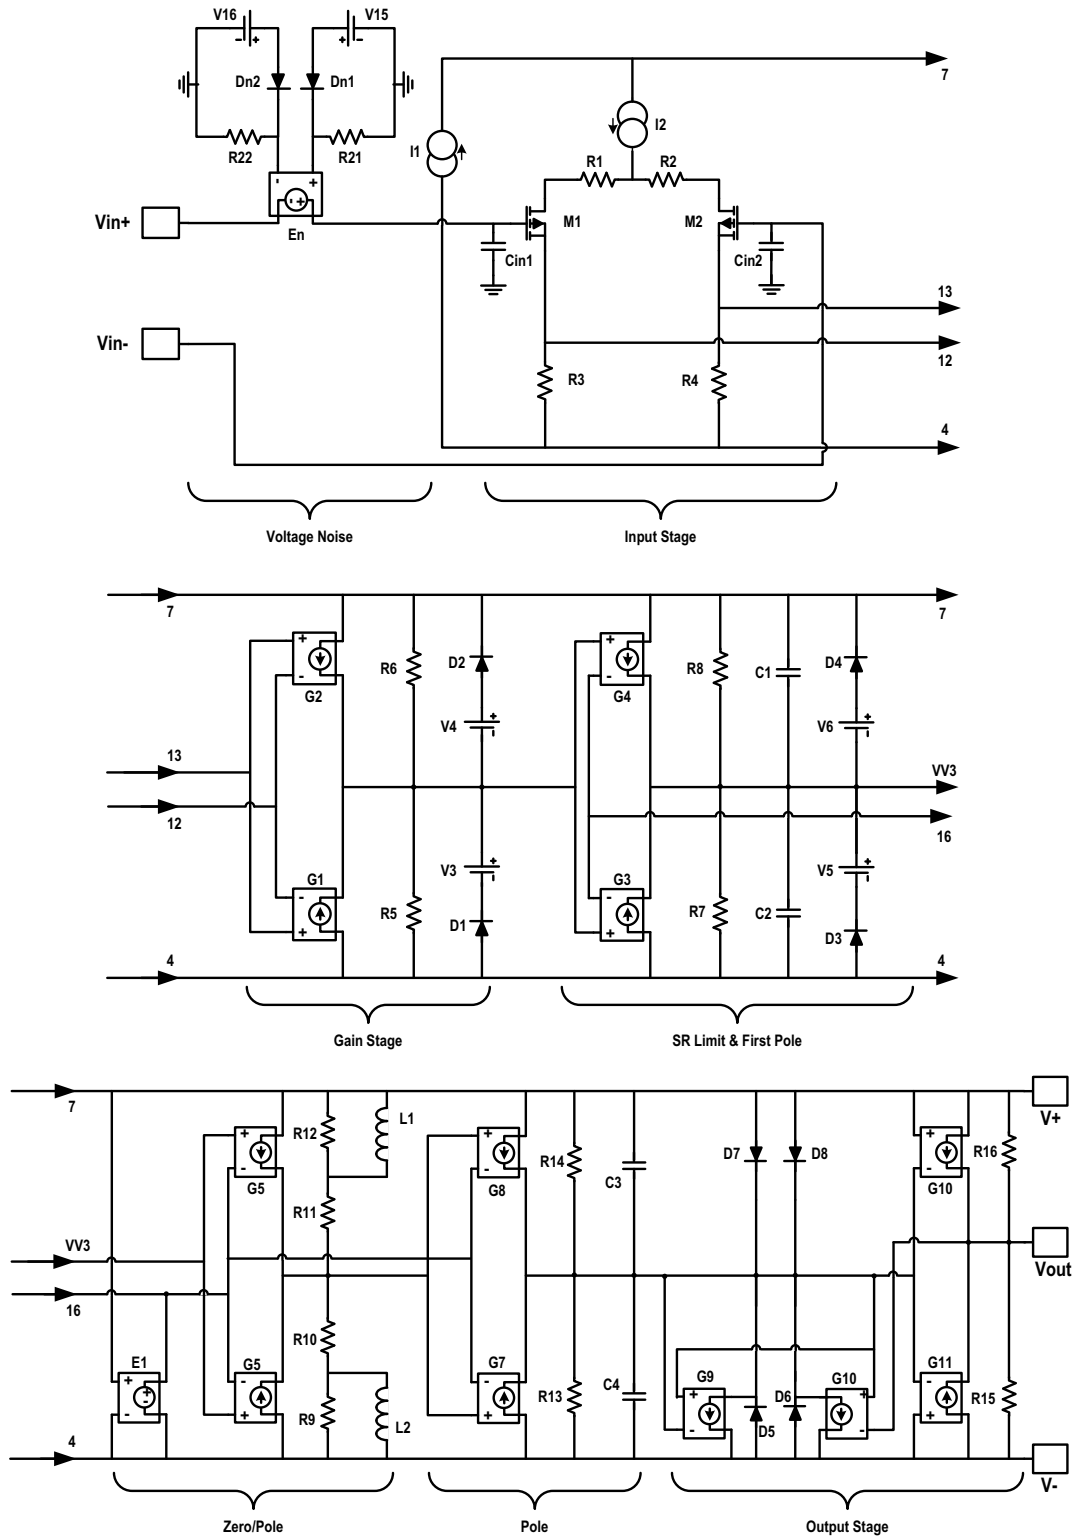 V16 V15
Dn2 Dn1
R22 R21
- +
- +
En
Vin+
Vin-
I1
I2
R1 R2
M1 M2
Cin1 Cin2
R3 R4
7
13
12
4
Voltage Noise
Input Stage
7 7
+ -
G2
R6
D2
V4
+ -
+ -
G4
R8
C1
D4
V6
+ -
13
12
VV3
16
G1
- +
R5
V3
+ -
D1
G3
- +
R7
C2
V5
+ -
D3
4 4
Gain Stage
SR Limit & First Pole
7
V+
R12
L1
+ -
G5
R11
+ -
G8
R14
C3
D7 D8
+ -
G10
R16
VV3
16
Vout
E1
+ -
+ -
G5
- +
R10
R9
L2
G7
- +
R13
C4
G9
+ -
D5
D6
G10
+ -
G11
- +
R15
4
V-
Zero/Pole
Pole
Output Stage